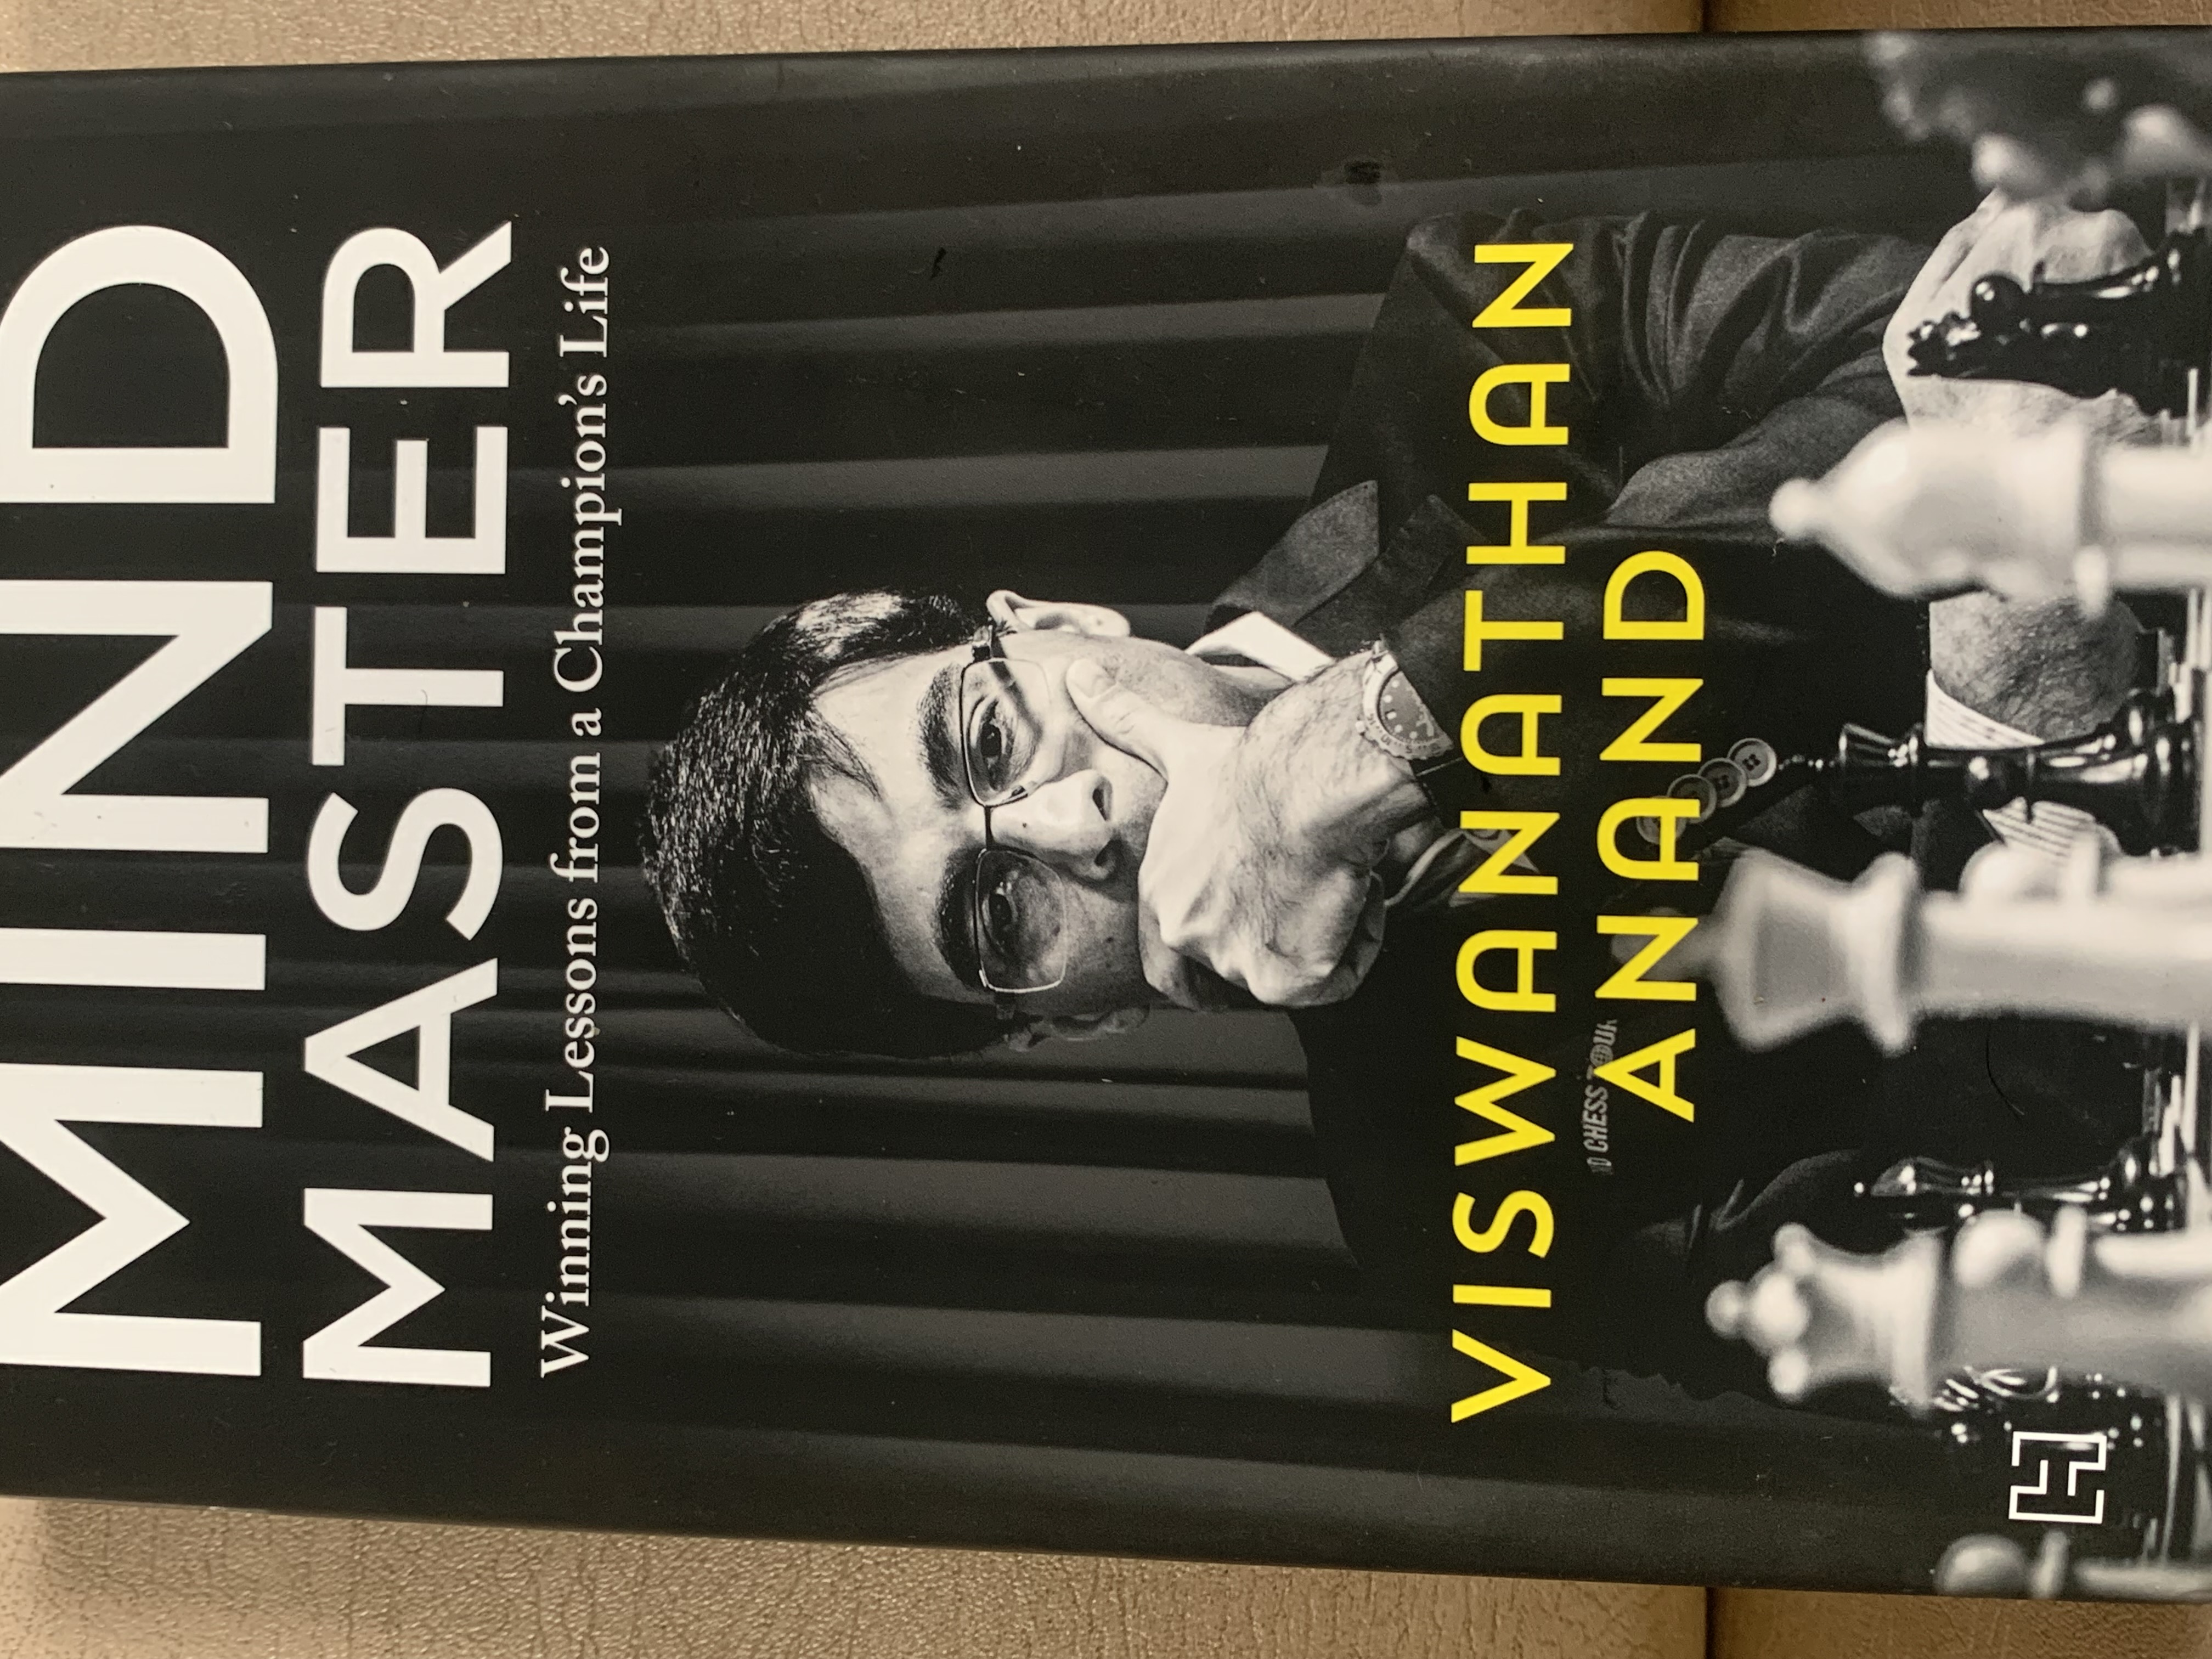 MIND
MASTER
Winning Lessons from a Champion's Life
VISWANATHAN
CHESS TOUR
ANAND
H